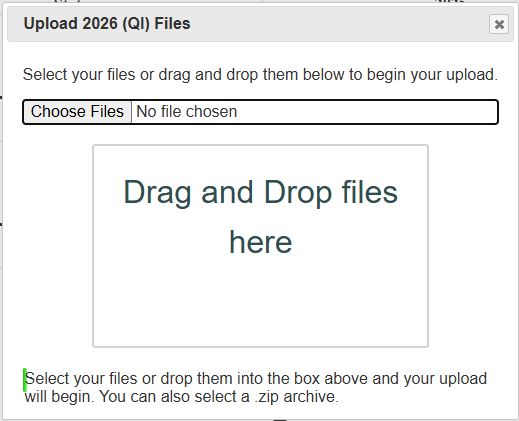 Upload 2026 (QI) Files
Select your files or drag and drop them below to begin your upload.
Choose Files No file chosen
Drag and Drop files
here
Select your files or drop them into the box above and your upload
will begin. You can also select a .zip archive.